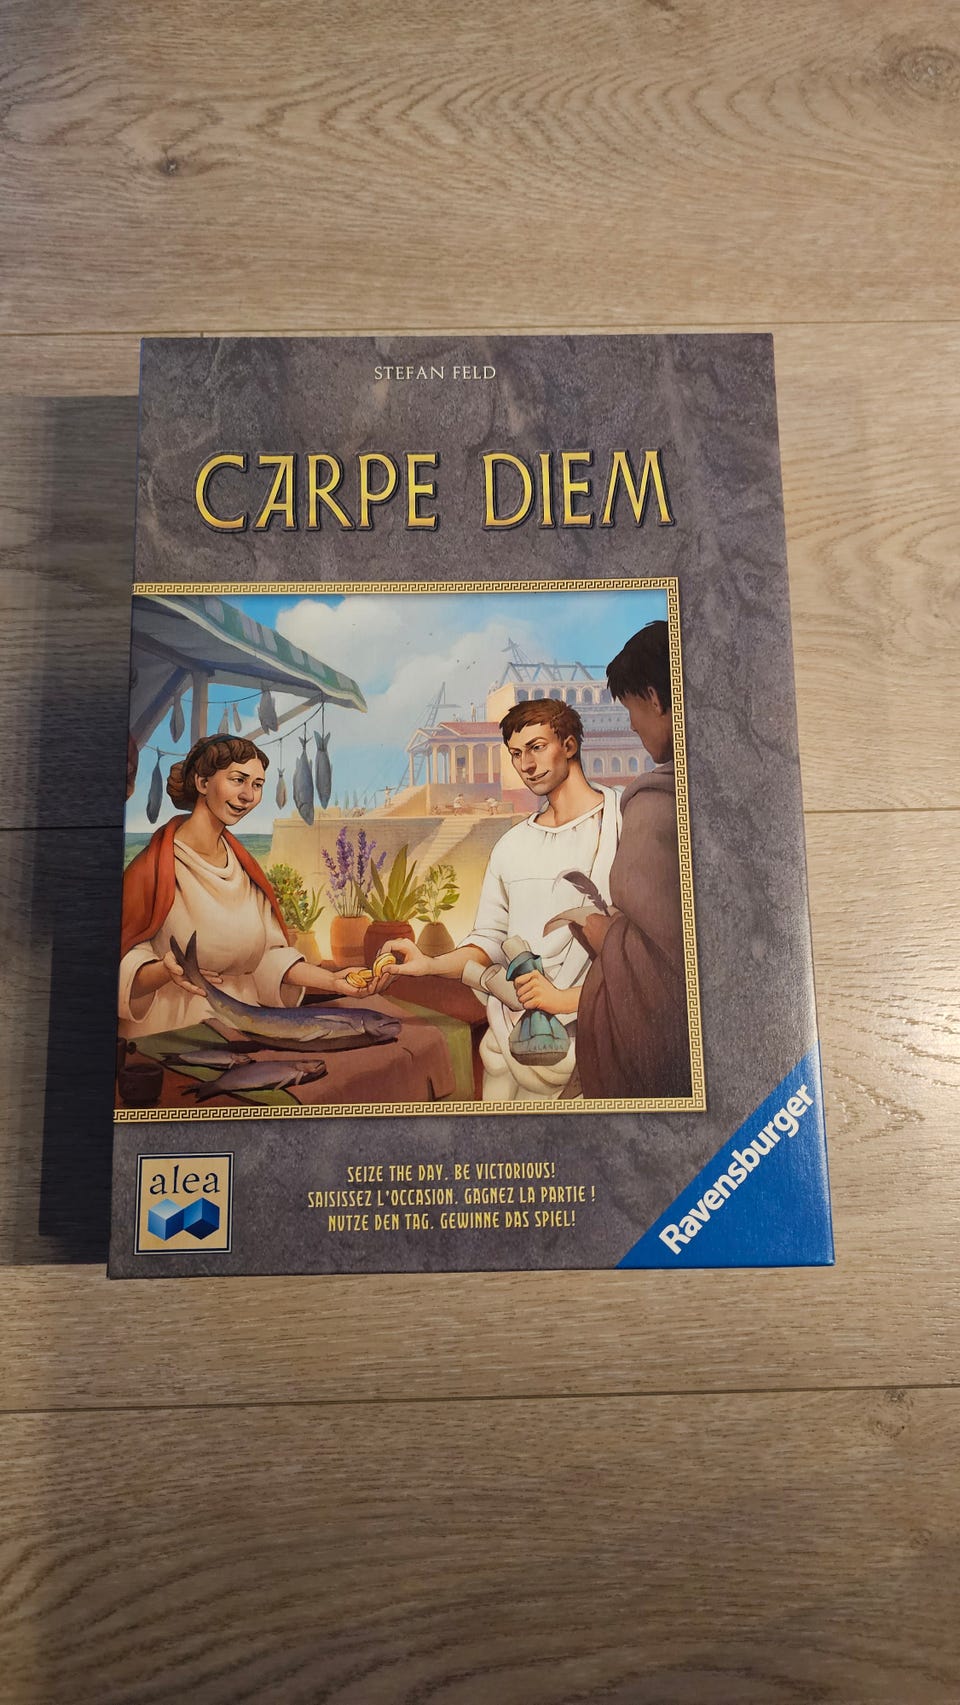 STEFAN FELD
CARPE DIEM
alea
SEIZE THE DAY. BE VICTORIOUS!
SAISISSEZ L'OCCASION. GAGNEZ LA PARTIE !
NUTZE DEN TAG. GEWINNE DAS SPIEL!
Ravensburger